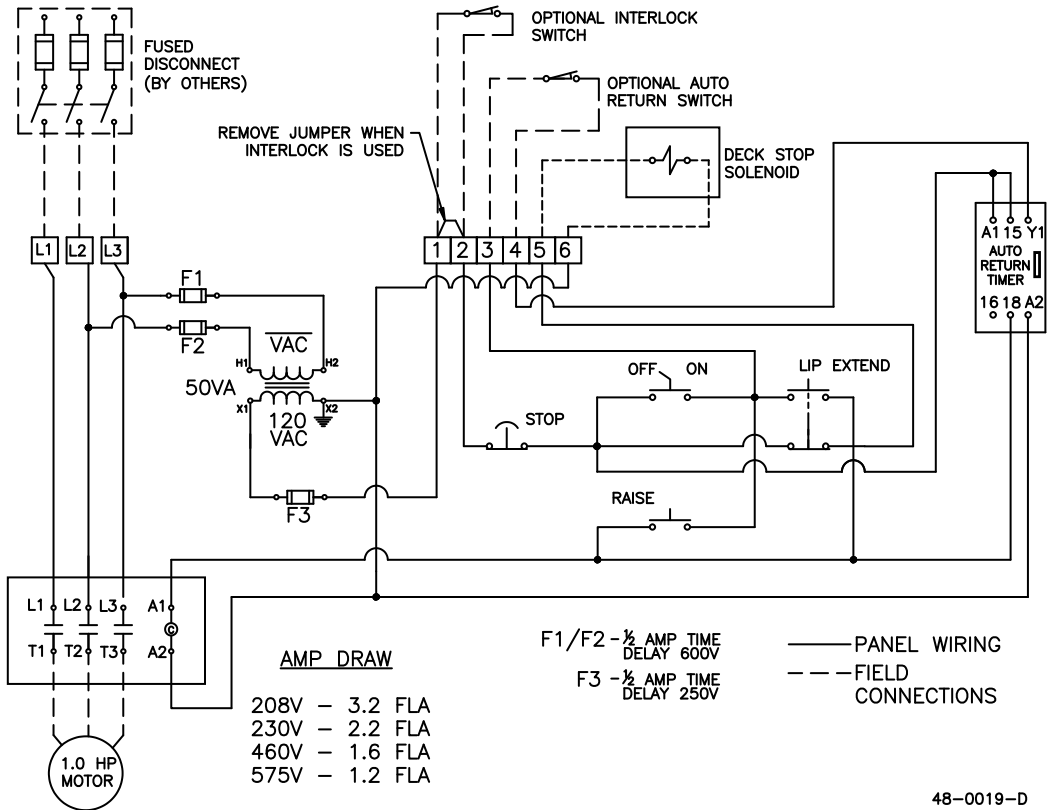 OPTIONAL INTERLOCK
SWITCH
FUSED
DISCONNECT
(BY OTHERS)
OPTIONAL AUTO
RETURN SWITCH
REMOVE JUMPER WHEN
INTERLOCK IS USED
DECK STOP
SOLENOID
L1 L2 L3
1 2 3 4 5 6
A1 15 Y1
AUTO
RETURN
TIMER
16 18 A2
F1
F2
VAC
H1 H2
50VA
X1 X2
120
VAC
F3
OFF ON
LIP EXTEND
STOP
RAISE
L1 L2 L3 A1
C
T1 T2 T3 A2
1.0 HP
MOTOR
AMP DRAW
208V - 3.2 FLA
230V - 2.2 FLA
460V - 1.6 FLA
575V - 1.2 FLA
F1/F2 - ½ AMP TIME
DELAY 600V
F3 - ½ AMP TIME
DELAY 250V
PANEL WIRING
FIELD
CONNECTIONS
48-0019-D